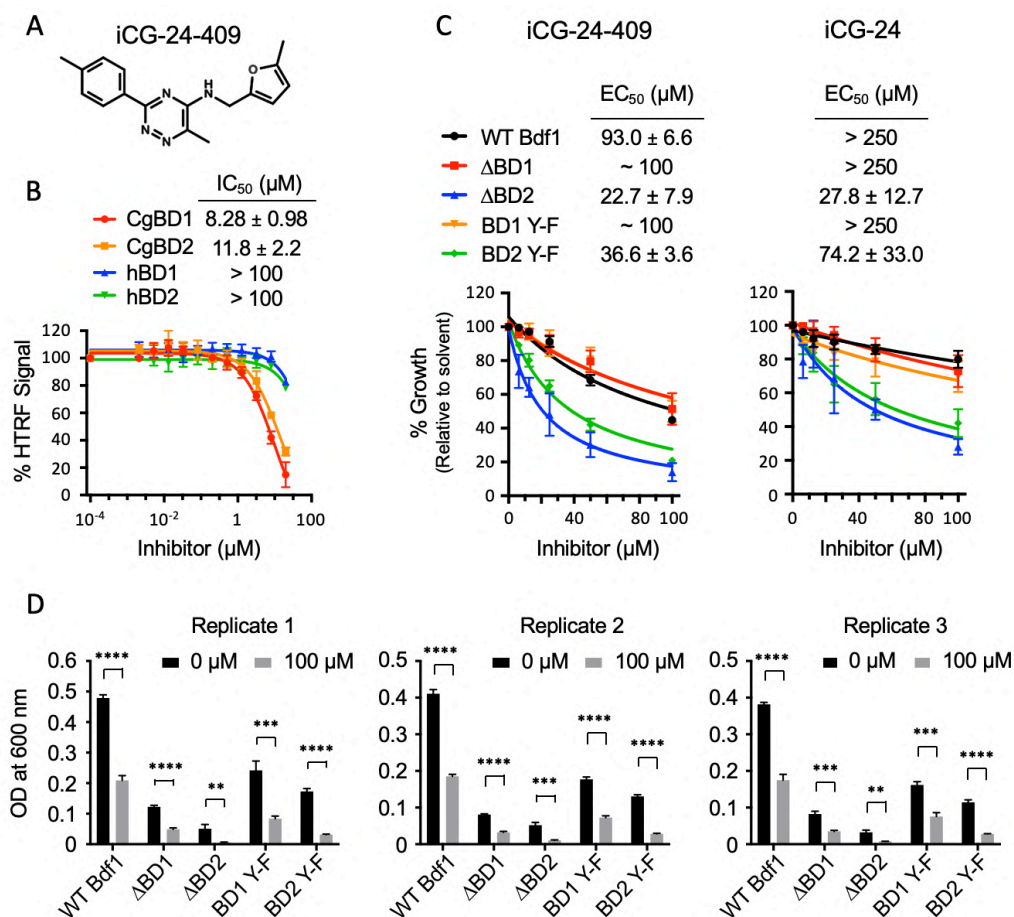 A
iCG-24-409
O
H
N
N
N
N
B
IC50 (µM)
CgBD1 8.28 ± 0.98
CgBD2 11.8 ± 2.2
hBD1 > 100
hBD2 > 100
% HTRF Signal
120
100
80
60
40
20
0
10-4 10-2 1 100
Inhibitor (µM)
C
iCG-24-409 iCG-24
EC50 (µM) EC50 (µM)
WT Bdf1 93.0 ± 6.6 > 250
ΔBD1 ~ 100 > 250
ΔBD2 22.7 ± 7.9 27.8 ± 12.7
BD1 Y-F ~ 100 > 250
BD2 Y-F 36.6 ± 3.6 74.2 ± 33.0
% Growth
(Relative to solvent)
120
100
80
60
40
20
0
0 40 80 100
Inhibitor (µM)
120
100
80
60
40
20
0
0 40 80 100
Inhibitor (µM)
D
Replicate 1
0 µM 100 µM
OD at 600 nm
0.6
0.5
0.4
0.3
0.2
0.1
0
**** **** ** *** ****
WT Bdf1 ΔBD1 ΔBD2 BD1 Y-F BD2 Y-F
Replicate 2
0 µM 100 µM
0.5
0.4
0.3
0.2
0.1
0
**** **** *** **** ****
WT Bdf1 ΔBD1 ΔBD2 BD1 Y-F BD2 Y-F
Replicate 3
0 µM 100 µM
0.5
0.4
0.3
0.2
0.1
0
**** *** ** *** ****
WT Bdf1 ΔBD1 ΔBD2 BD1 Y-F BD2 Y-F